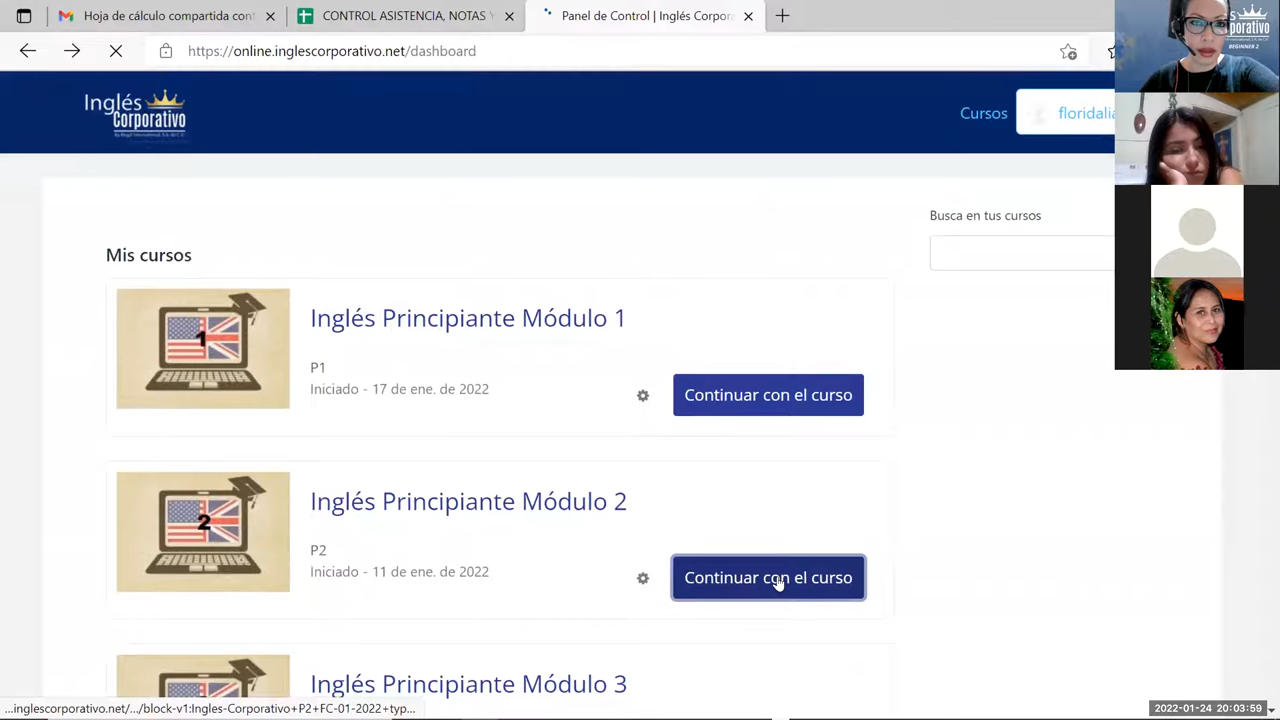 Hoja de cálculo compartida con
CONTROL ASISTENCIA, NOTAS Y
Panel de Control | Inglés Corpor
https://online.inglescorporativo.net/dashboard
Inglés
Corporativo
Cursos
floridalia
Busca en tus cursos
Mis cursos
1
Inglés Principiante Módulo 1
P1
Iniciado - 17 de ene. de 2022
Continuar con el curso
2
Inglés Principiante Módulo 2
P2
Iniciado - 11 de ene. de 2022
Continuar con el curso
Inglés Principiante Módulo 3
...inglescorporativo.net/.../block-v1:Ingles-Corporativo+P2+FC-01-2022+typ...
BEGINNER 2
2022-01-24 20:03:59